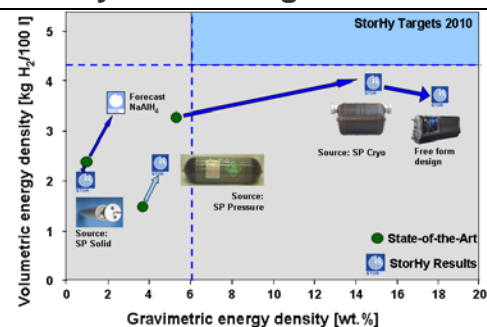 StorHy Targets 2010
Volumetric energy density [kg H2/100 l]
5
4
3
2
1
0
Forecast
NaAlH4
Source: SP Cryo
Free form
design
Source:
SP Pressure
Source:
SP Solid
State-of-the-Art
StorHy Results
0 2 4 6 8 10 12 14 16 18 20
Gravimetric energy density [wt.%]